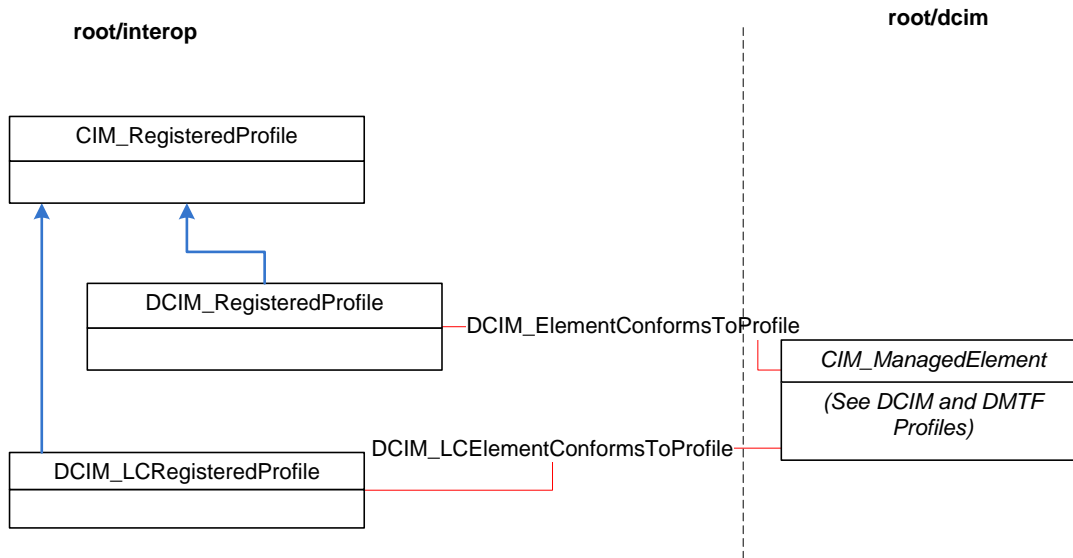 root/interop
root/dcim
CIM_RegisteredProfile
DCIM_RegisteredProfile
DCIM_ElementConformsToProfile
CIM_ManagedElement
(See DCIM and DMTF
Profiles)
DCIM_LCElementConformsToProfile
DCIM_LCRegisteredProfile